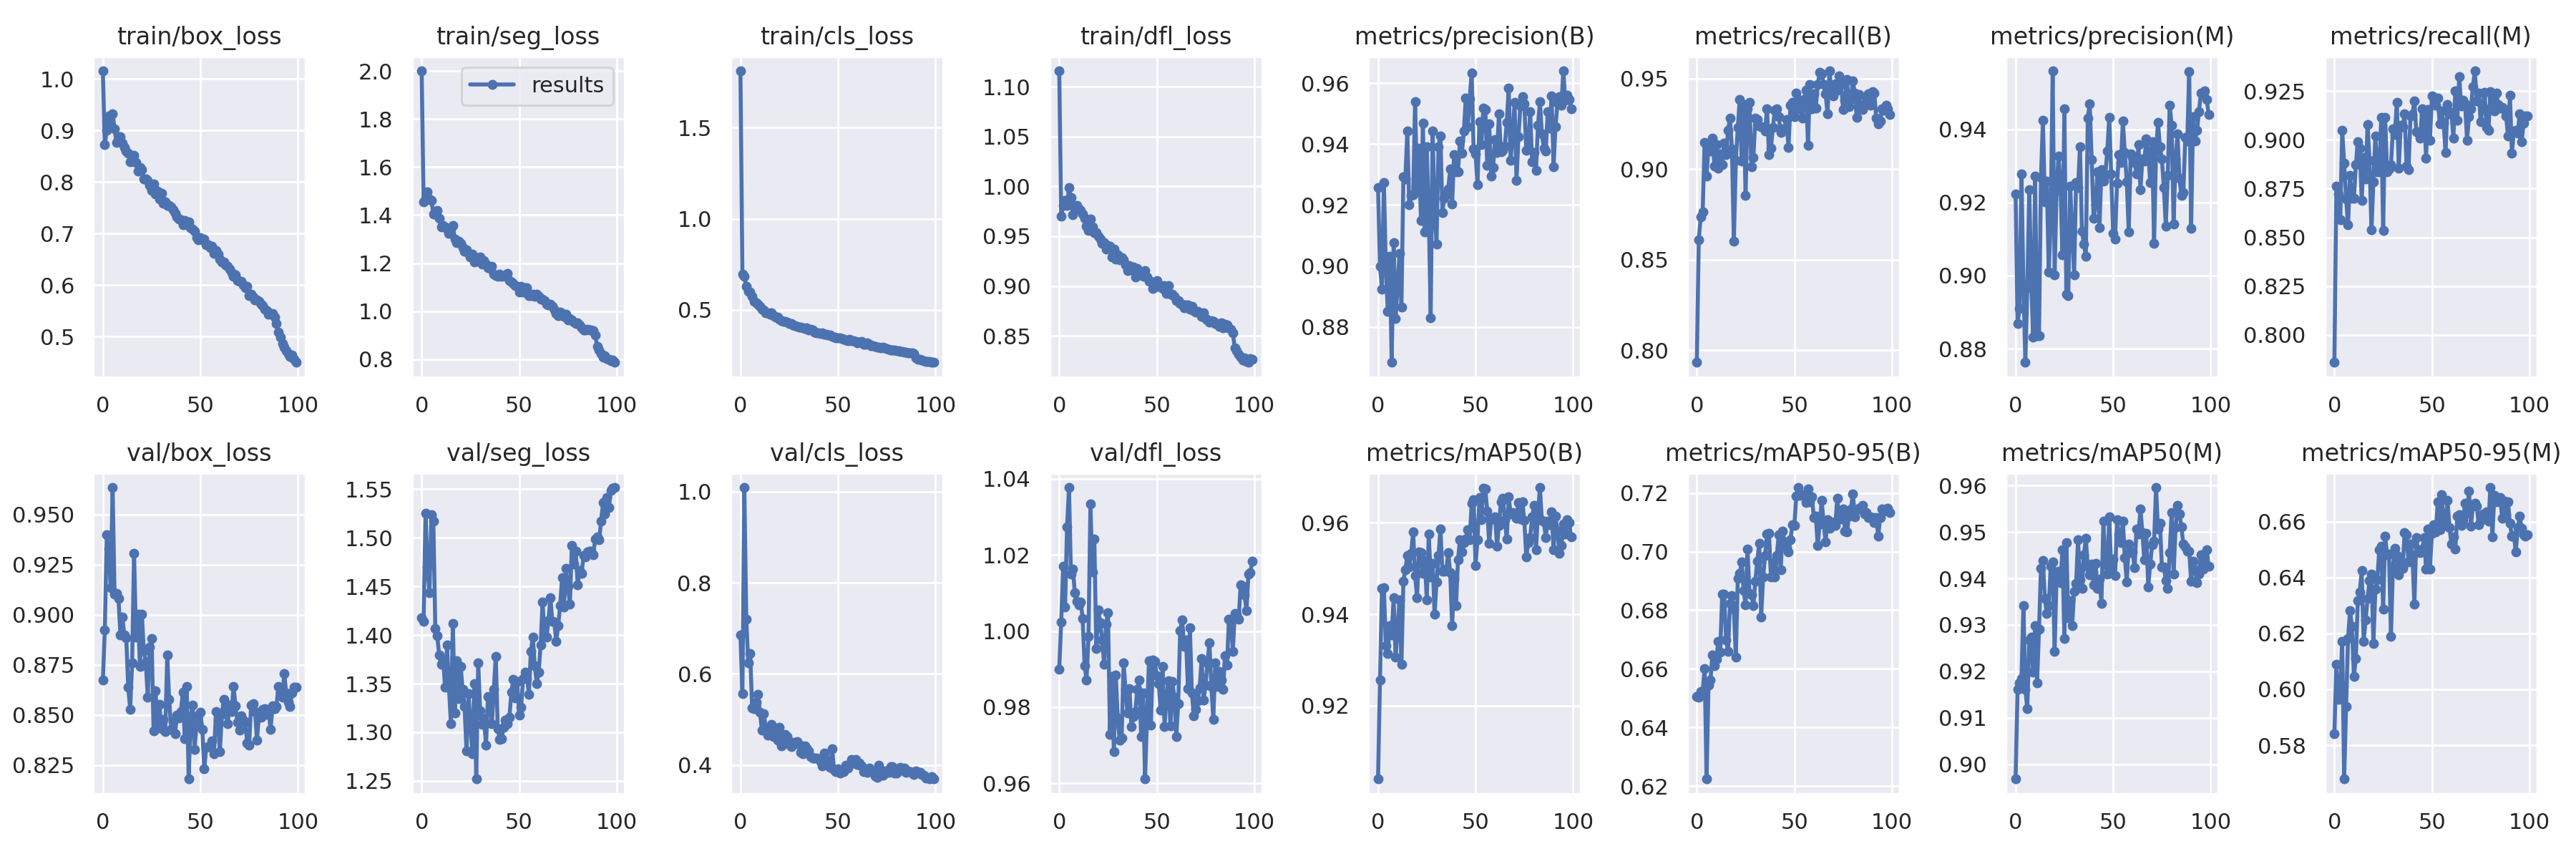 train/box_loss
1.0
0.9
0.8
0.7
0.6
0.5
0 50 100
train/seg_loss
results
2.0
1.8
1.6
1.4
1.2
1.0
0.8
0 50 100
train/cls_loss
1.5
1.0
0.5
0 50 100
train/dfl_loss
1.10
1.05
1.00
0.95
0.90
0.85
0 50 100
metrics/precision(B)
0.96
0.94
0.92
0.90
0.88
0 50 100
metrics/recall(B)
0.95
0.90
0.85
0.80
0 50 100
metrics/precision(M)
0.94
0.92
0.90
0.88
0 50 100
metrics/recall(M)
0.925
0.900
0.875
0.850
0.825
0.800
0 50 100
val/box_loss
0.950
0.925
0.900
0.875
0.850
0.825
0 50 100
val/seg_loss
1.55
1.50
1.45
1.40
1.35
1.30
1.25
0 50 100
val/cls_loss
1.0
0.8
0.6
0.4
0 50 100
val/dfl_loss
1.04
1.02
1.00
0.98
0.96
0 50 100
metrics/mAP50(B)
0.96
0.94
0.92
0 50 100
metrics/mAP50-95(B)
0.72
0.70
0.68
0.66
0.64
0.62
0 50 100
metrics/mAP50(M)
0.96
0.95
0.94
0.93
0.92
0.91
0.90
0 50 100
metrics/mAP50-95(M)
0.66
0.64
0.62
0.60
0.58
0 50 100